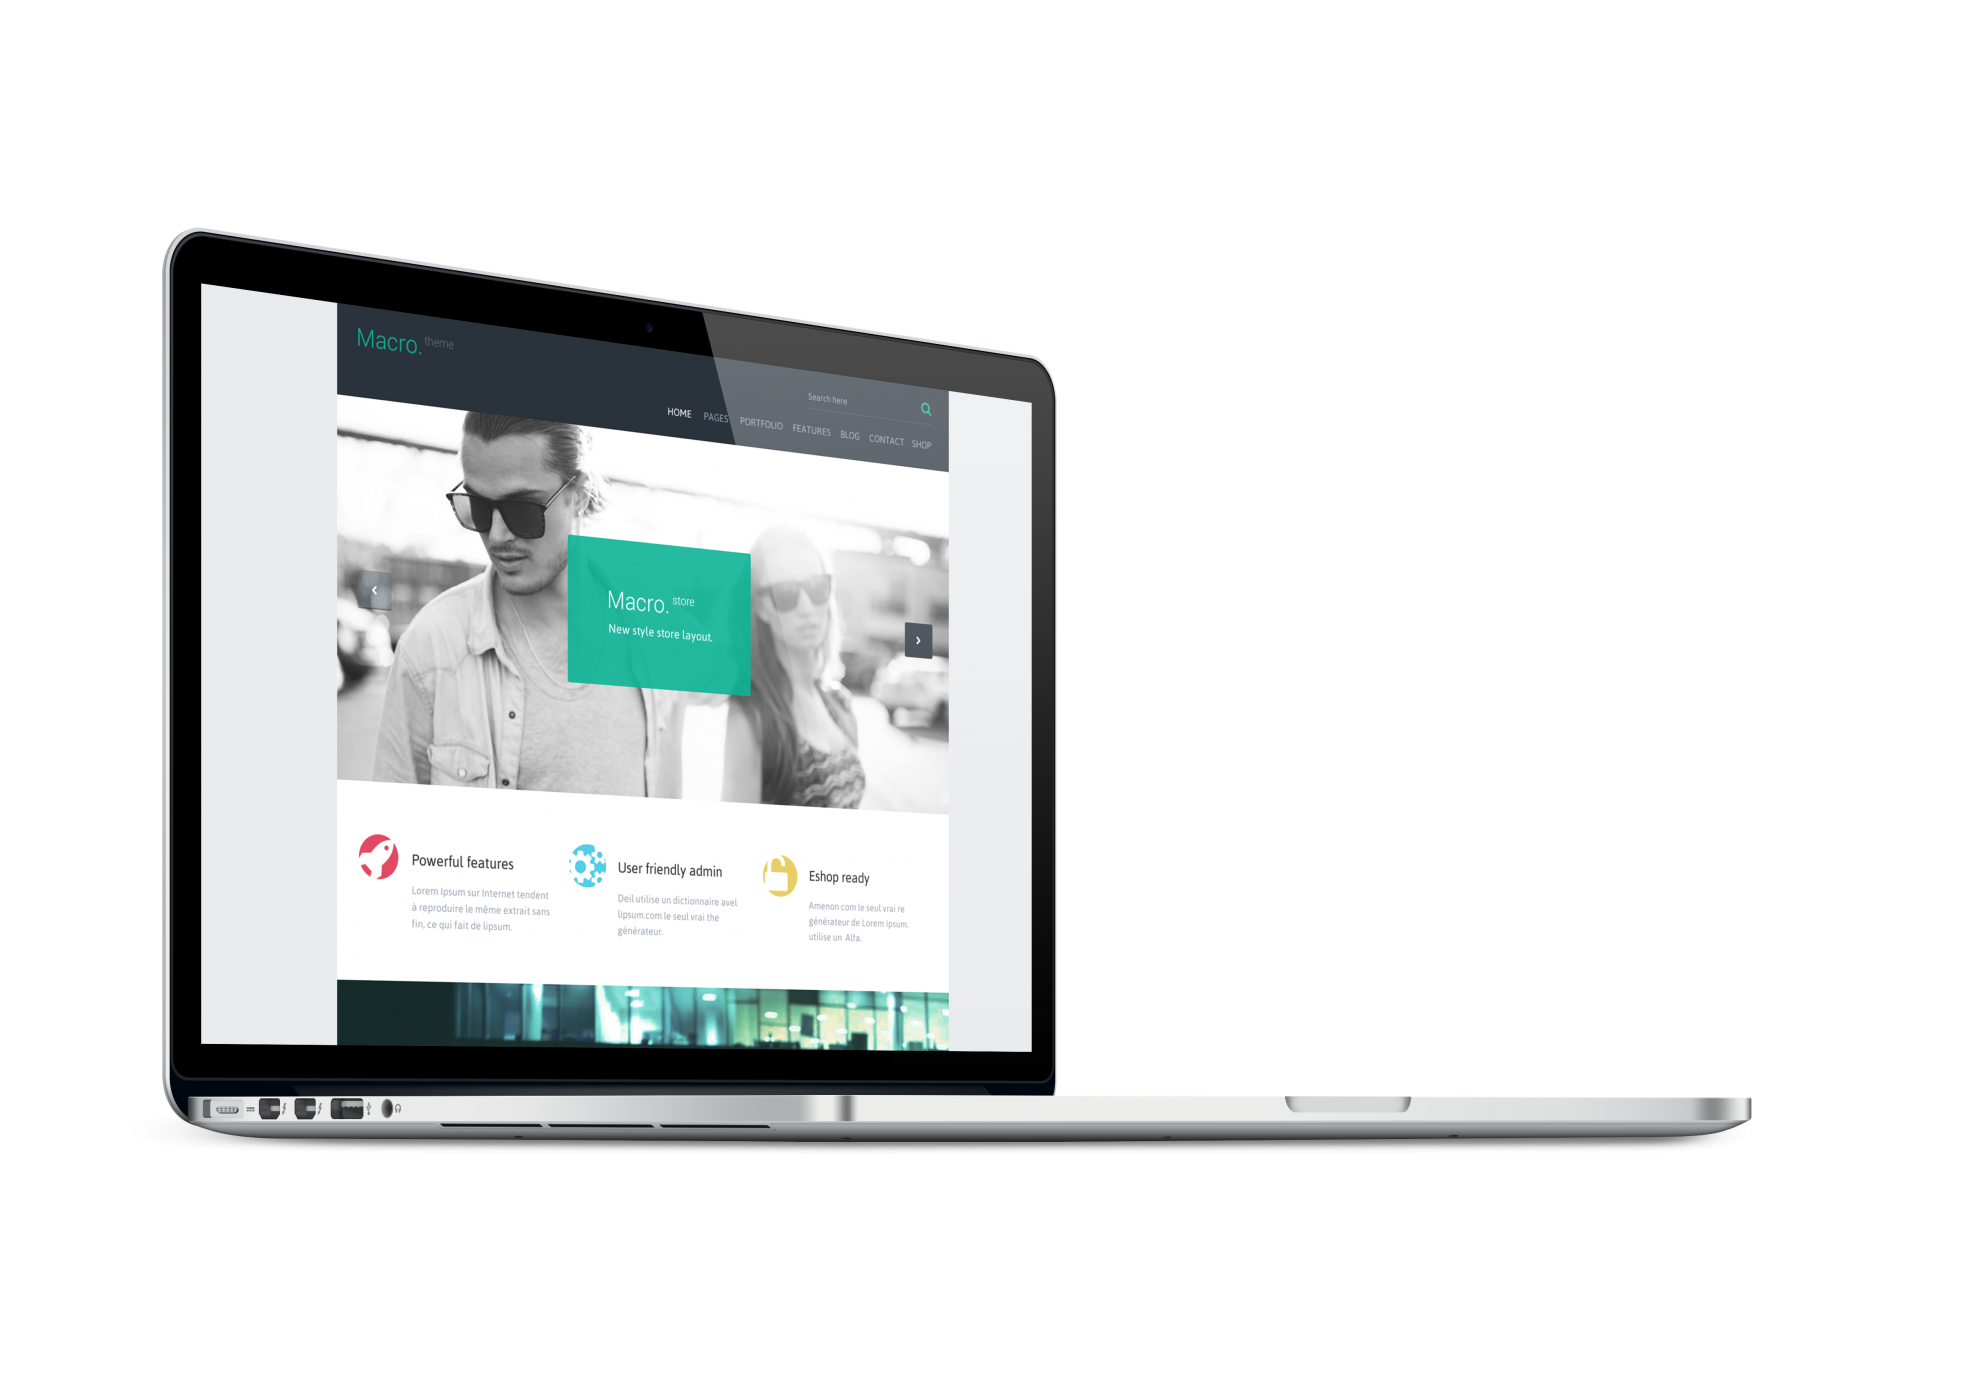 Macro. theme
Search here
HOME PAGES PORTFOLIO FEATURES BLOG CONTACT SHOP
Macro. store
New style store layout.
Powerful features
Lorem Ipsum sur Internet tendent
à reproduire le même extrait sans
fin, ce qui fait de lipsum.
User friendly admin
Deil utilise un dictionnaire avel
lipsum.com le seul vrai the
générateur.
Eshop ready
Amenon com le seul vrai re
générateur de Lorem Ipsum.
utilise un Alfa.